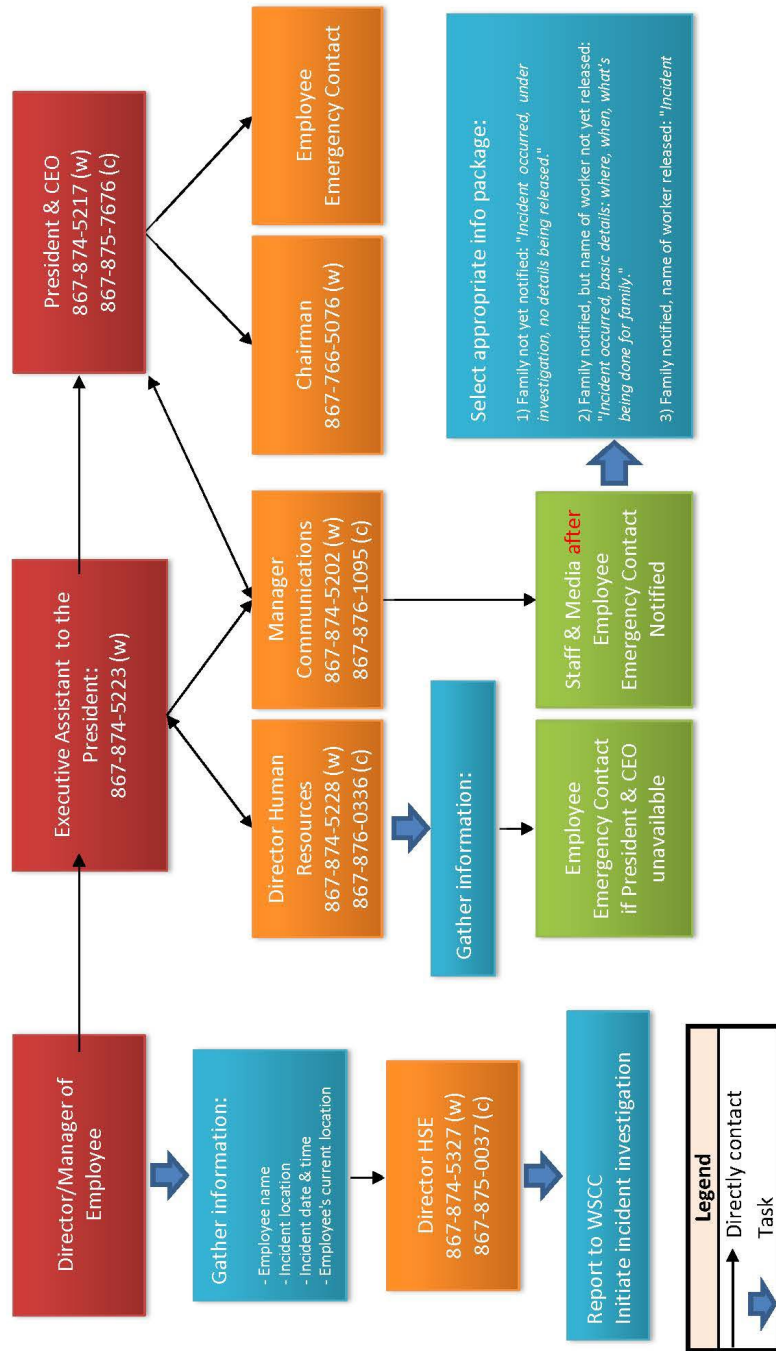 Director/Manager of
Employee
Executive Assistant to the
President:
867-874-5223 (w)
President & CEO
867-874-5217 (w)
867-875-7676 (c)
Gather information:
- Employee name
- Incident location
- Incident date & time
- Employee's current location
Director Human
Resources
867-874-5228 (w)
867-876-0336 (c)
Manager
Communications
867-874-5202 (w)
867-876-1095 (c)
Chairman
867-766-5076 (w)
Employee
Emergency Contact
Director HSE
867-874-5327 (w)
867-875-0037 (c)
Gather information:
Report to WSCC
Initiate incident investigation
Employee
Emergency Contact
if President & CEO
unavailable
Staff & Media after
Employee
Emergency Contact
Notified
Select appropriate info package:
1) Family not yet notified: "Incident occurred, under
investigation, no details being released."
2) Family notified, but name of worker not yet released:
"Incident occurred, basic details: where, when, what's
being done for family."
3) Family notified, name of worker released: "Incident
Legend
Directly contact
Task